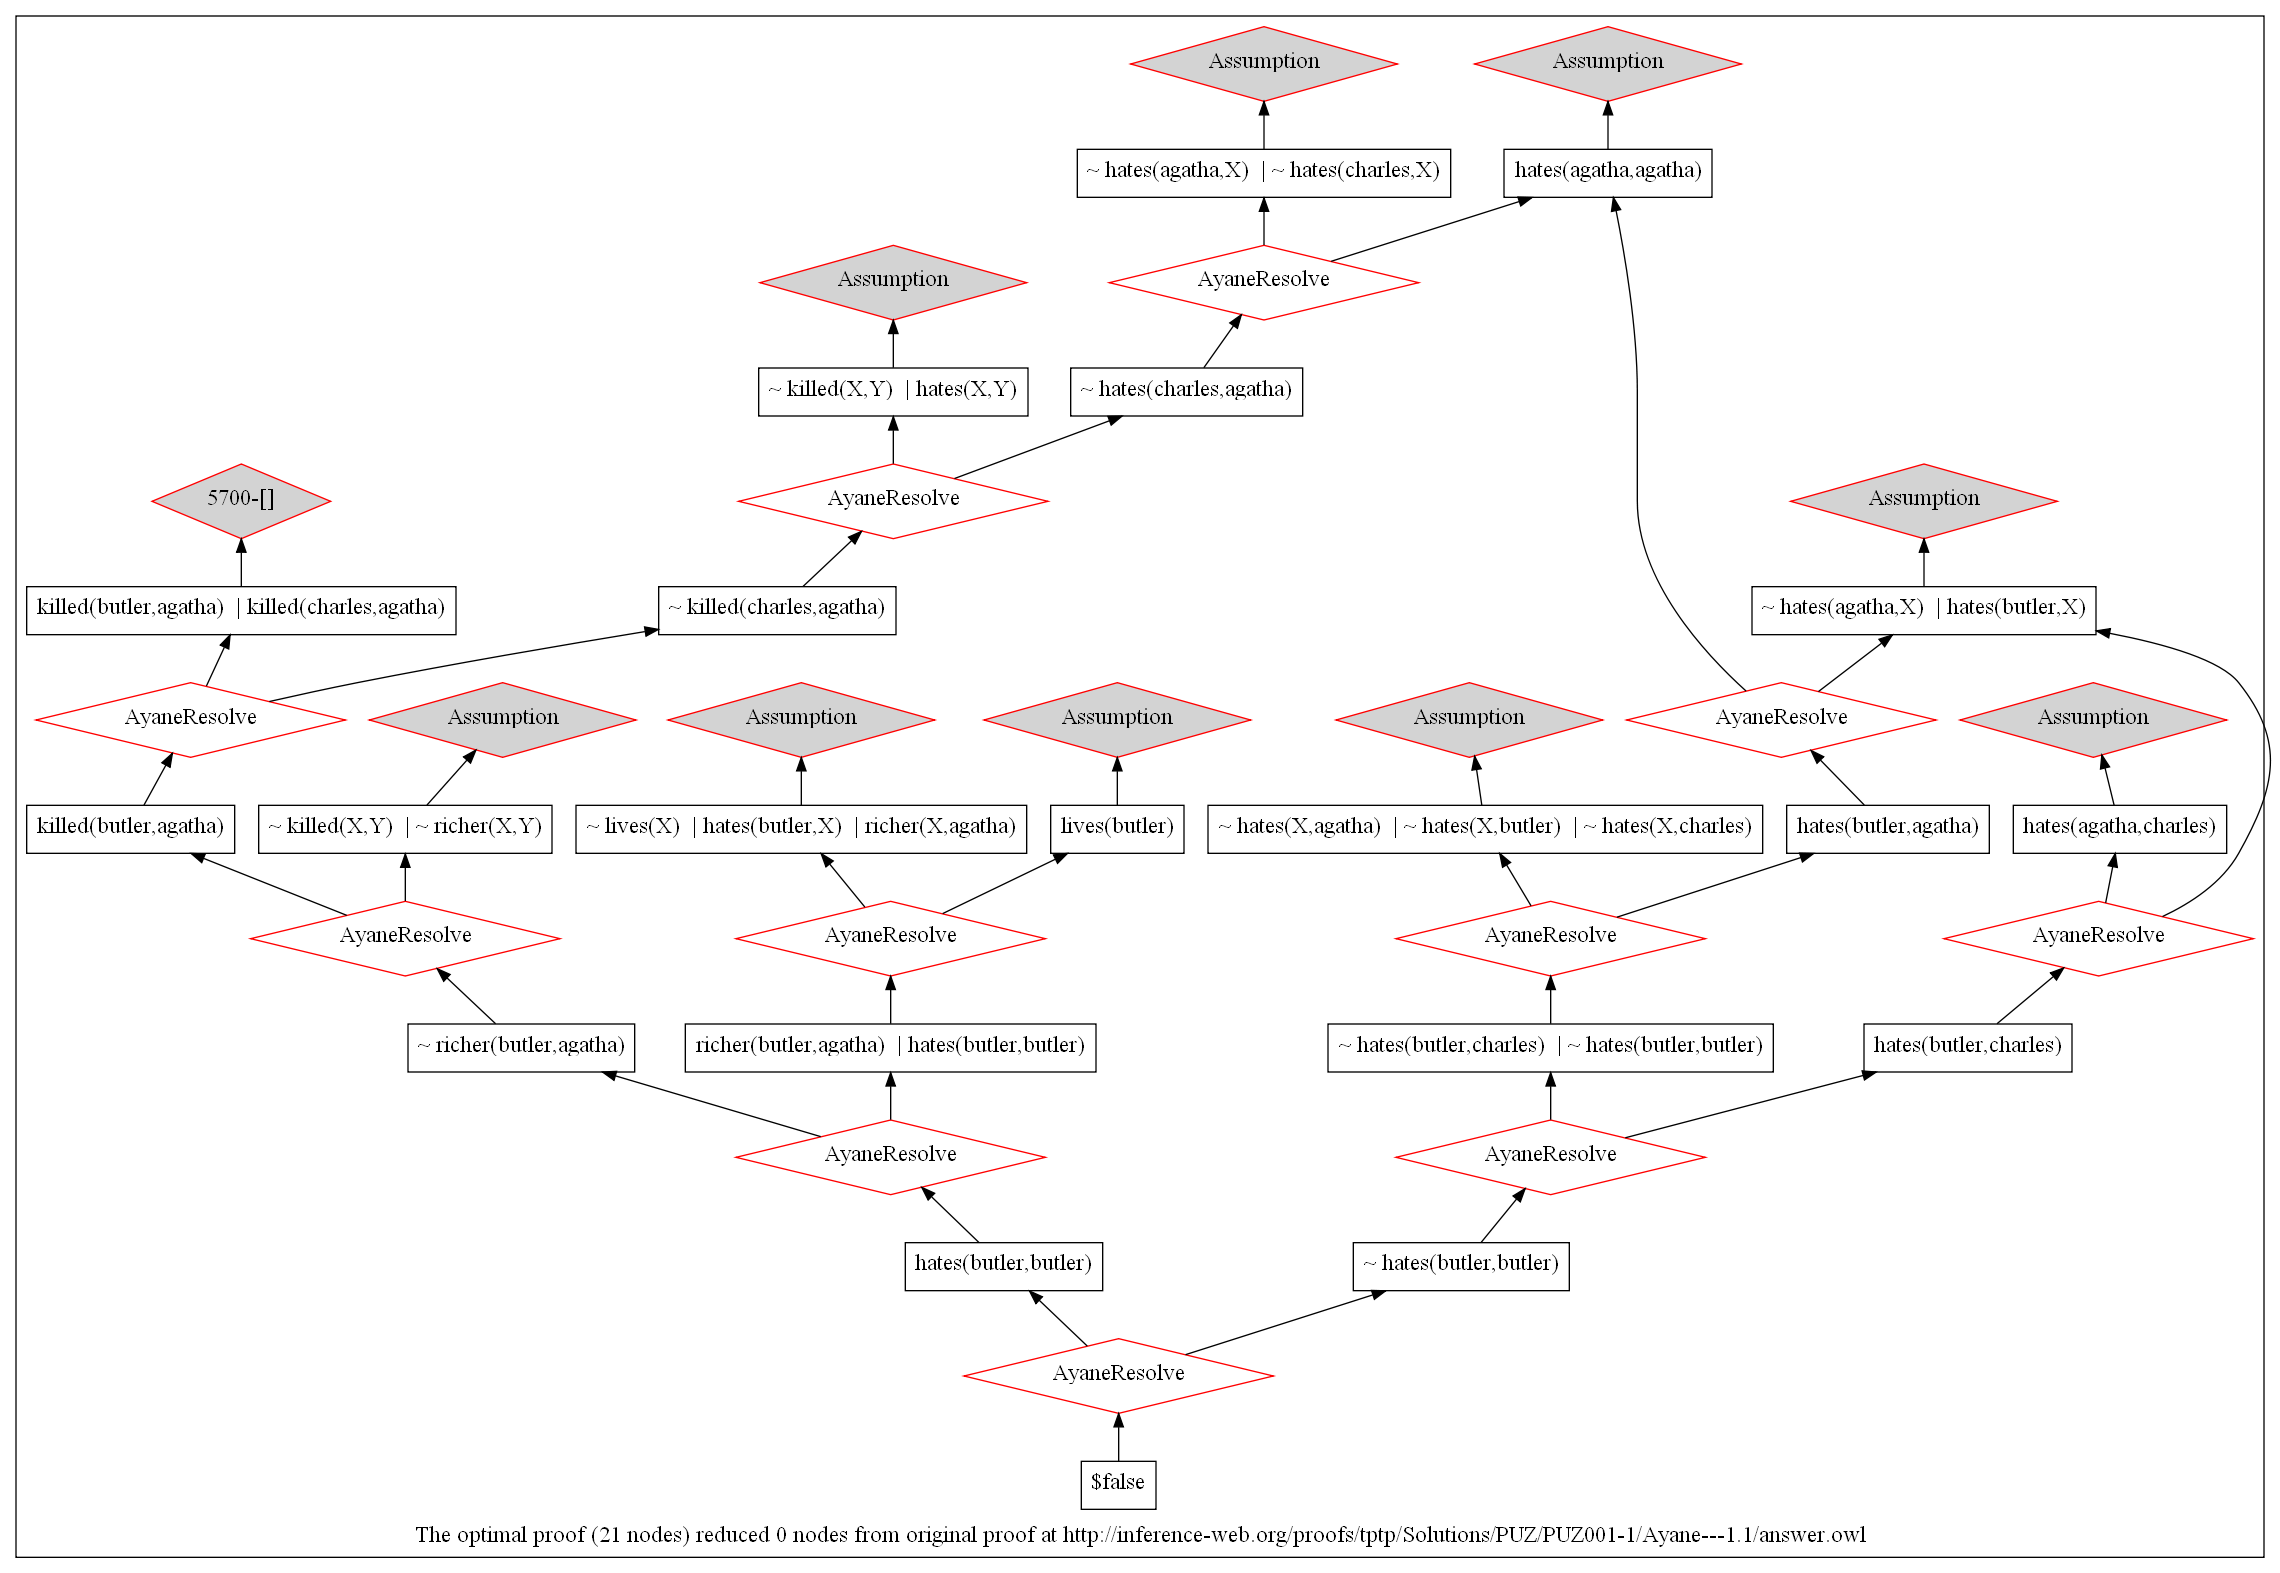 Assumption
Assumption
~ hates(agatha,X) | ~ hates(charles,X)
hates(agatha,agatha)
Assumption
AyaneResolve
~ killed(X,Y) | hates(X,Y)
~ hates(charles,agatha)
5700-[]
AyaneResolve
Assumption
killed(butler,agatha) | killed(charles,agatha)
~ killed(charles,agatha)
~ hates(agatha,X) | hates(butler,X)
AyaneResolve
Assumption
Assumption
Assumption
Assumption
AyaneResolve
Assumption
killed(butler,agatha)
~ killed(X,Y) | ~ richer(X,Y)
~ lives(X) | hates(butler,X) | richer(X,agatha)
lives(butler)
~ hates(X,agatha) | ~ hates(X,butler) | ~ hates(X,charles)
hates(butler,agatha)
hates(agatha,charles)
AyaneResolve
AyaneResolve
AyaneResolve
AyaneResolve
~ richer(butler,agatha)
richer(butler,agatha) | hates(butler,butler)
~ hates(butler,charles) | ~ hates(butler,butler)
hates(butler,charles)
AyaneResolve
AyaneResolve
hates(butler,butler)
~ hates(butler,butler)
AyaneResolve
$false
The optimal proof (21 nodes) reduced 0 nodes from original proof at http://inference-web.org/proofs/tptp/Solutions/PUZ/PUZ001-1/Ayane---1.1/answer.owl